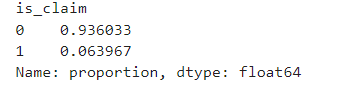 is_claim
0    0.936033
1    0.063967
Name: proportion, dtype: float64